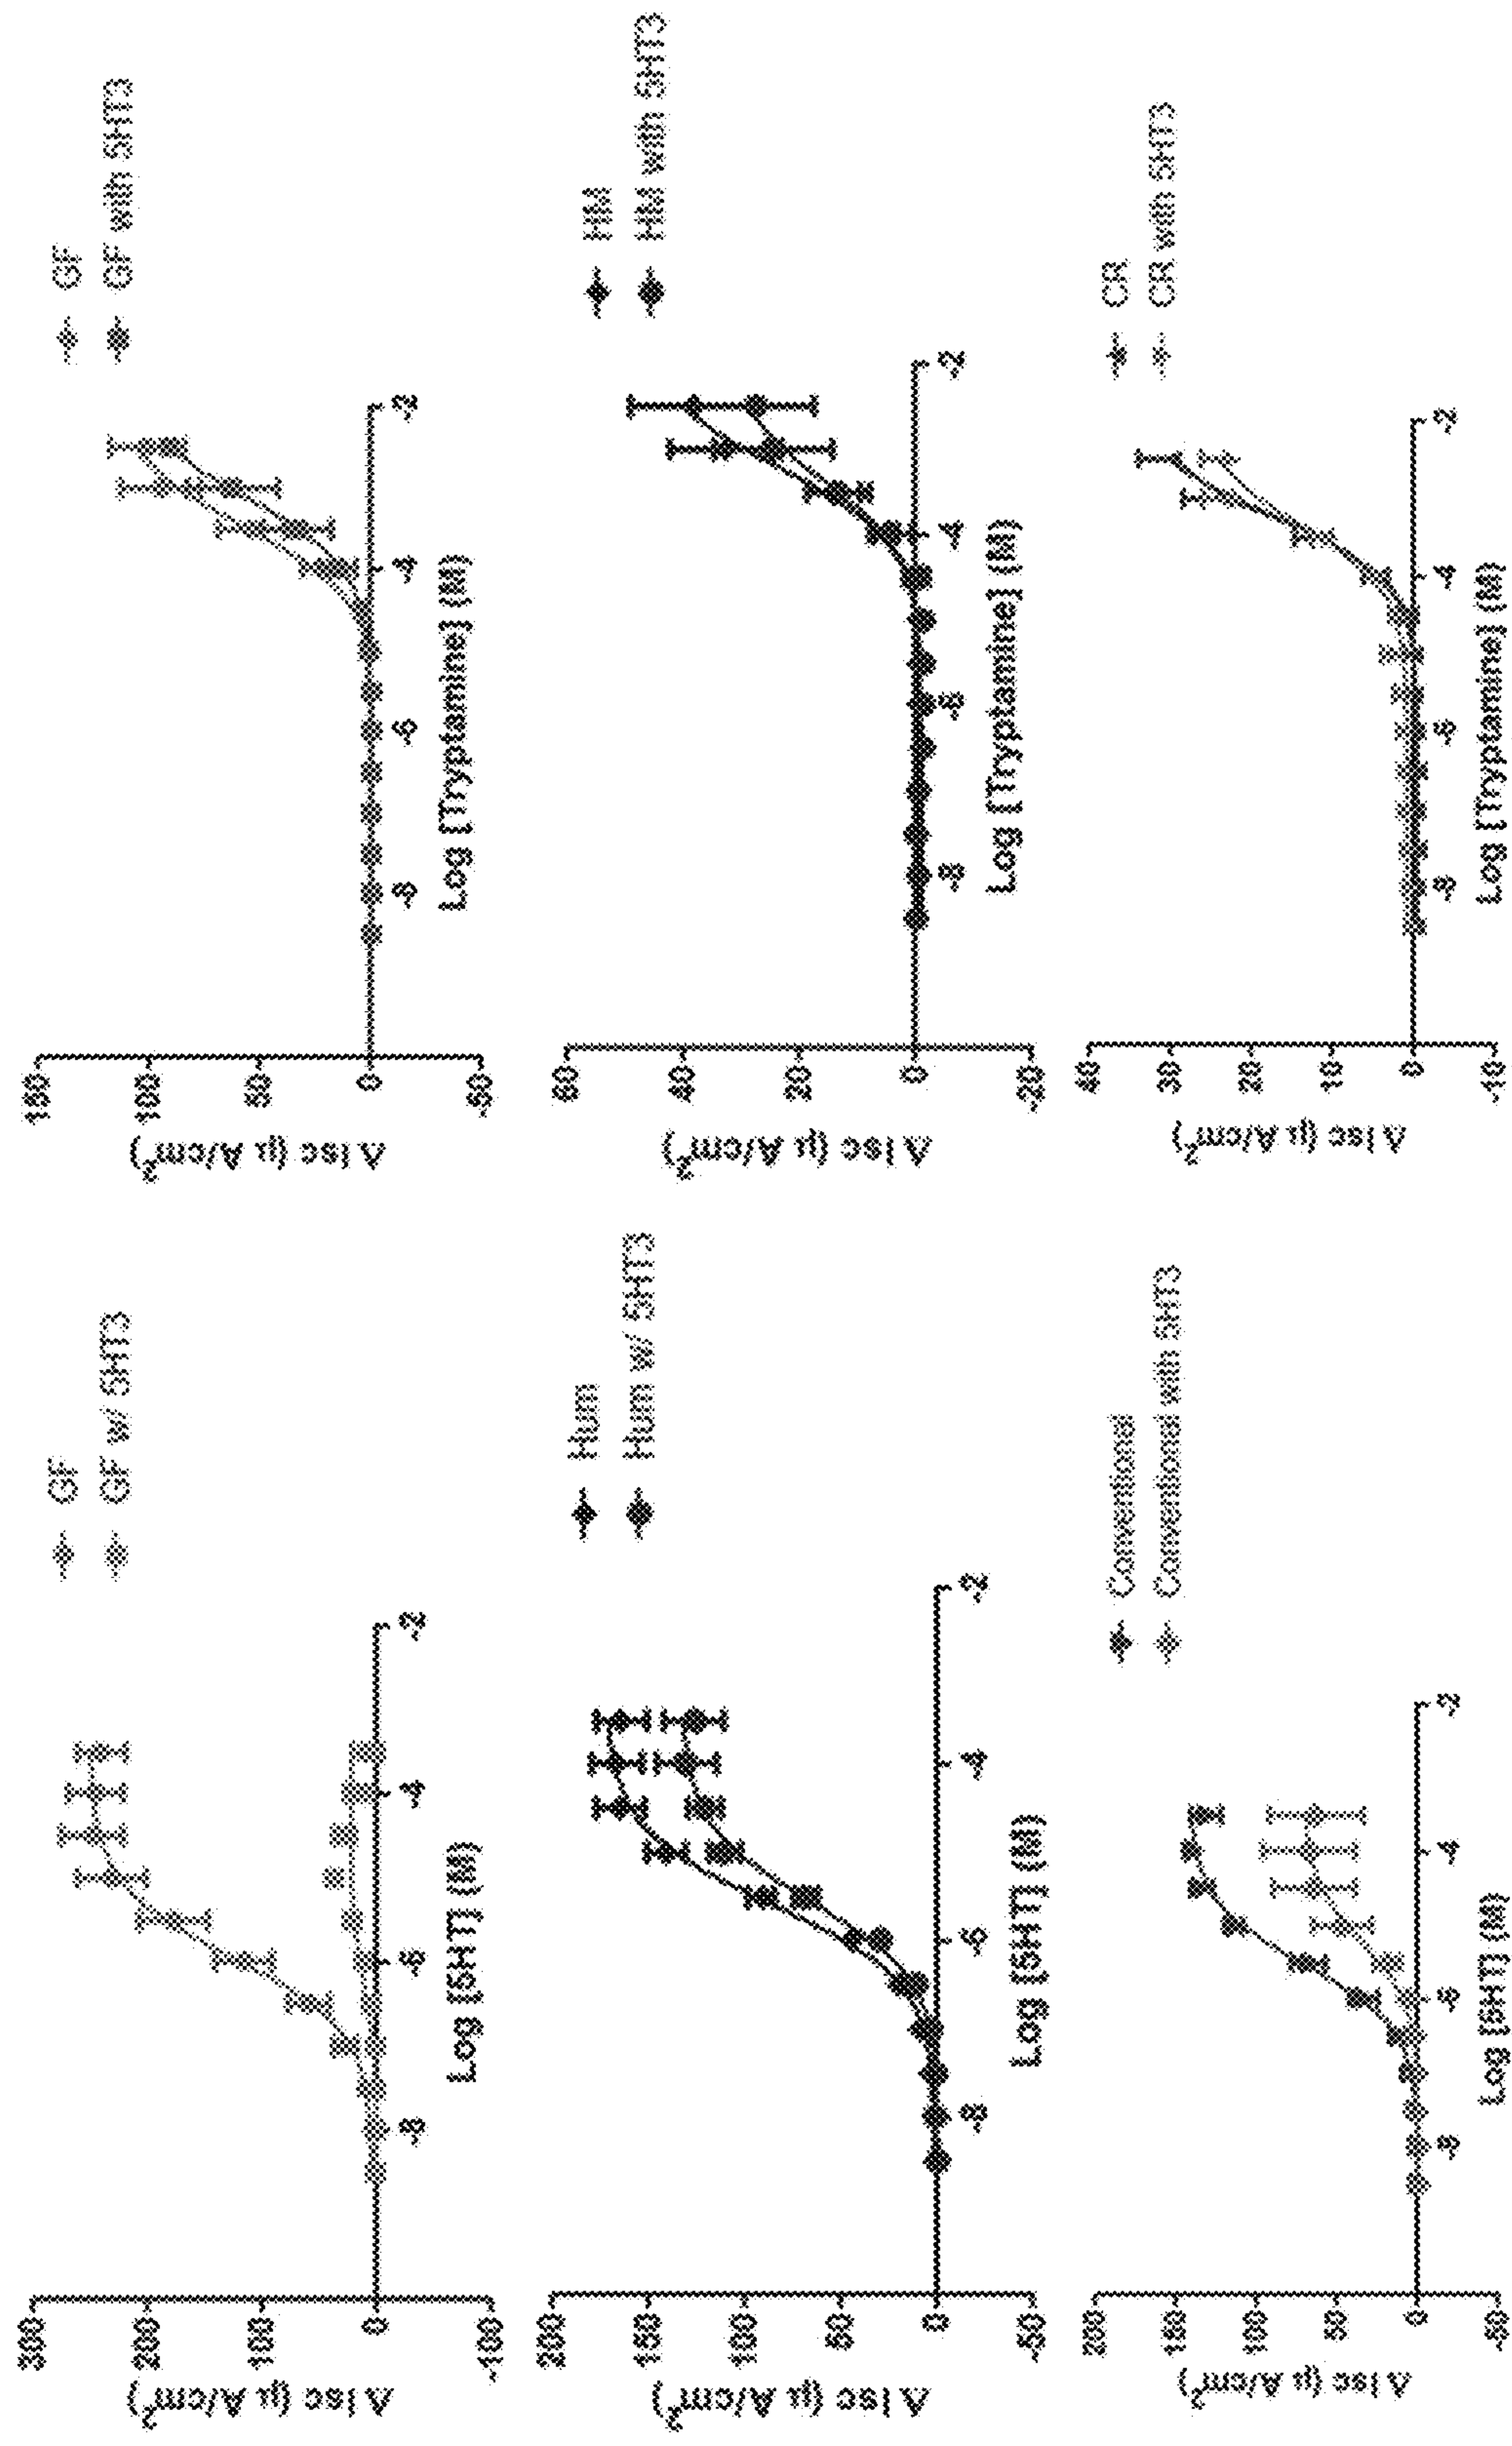 GF
GF w/ 5HT3
300
200
100
0
-100
Δ Isc (μ A/cm²)
-8
-6
-4
-2
Log [5HT] (M)
GF
GF with 5HT3
150
100
50
0
-50
Δ Isc (μ A/cm²)
-8
-6
-4
-2
Log [Tryptamine] (M)
Hum
Hum w/ 5HT3
200
150
100
50
0
-50
Δ Isc (μ A/cm²)
-8
-6
-4
-2
Log [5HT] (M)
HM
HM with 5HT3
60
40
20
0
-20
Δ Isc (μ A/cm²)
-8
-6
-4
-2
Log [Tryptamine] (M)
Conventional
Conventional with 5HT3
200
150
100
50
0
-50
Δ Isc (μ A/cm²)
-8
-6
-4
-2
Log [5HT] (M)
CR
CR with 5HT3
40
30
20
10
0
-10
Δ Isc (μ A/cm²)
-8
-6
-4
-2
Log [Tryptamine] (M)